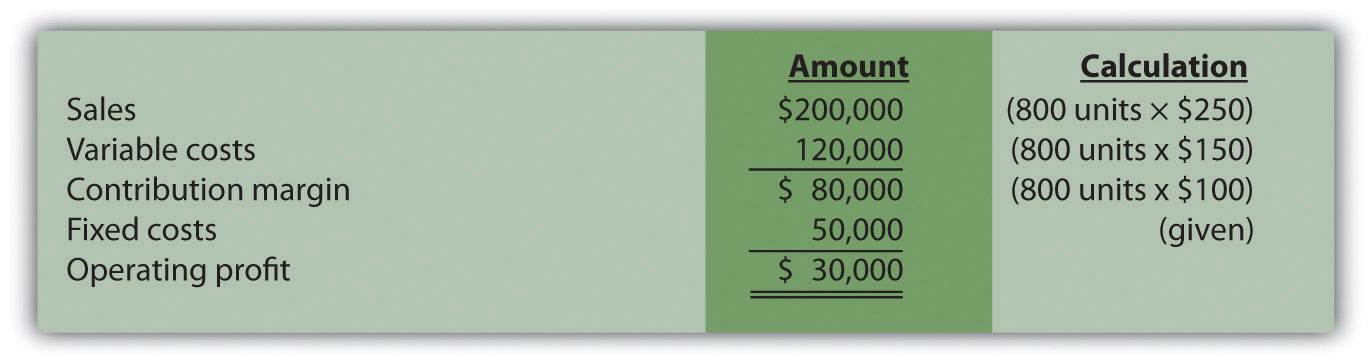 Amount Calculation
Sales $200,000 (800 units × $250)
Variable costs 120,000 (800 units x $150)
Contribution margin $ 80,000 (800 units x $100)
Fixed costs 50,000 (given)
Operating profit $ 30,000